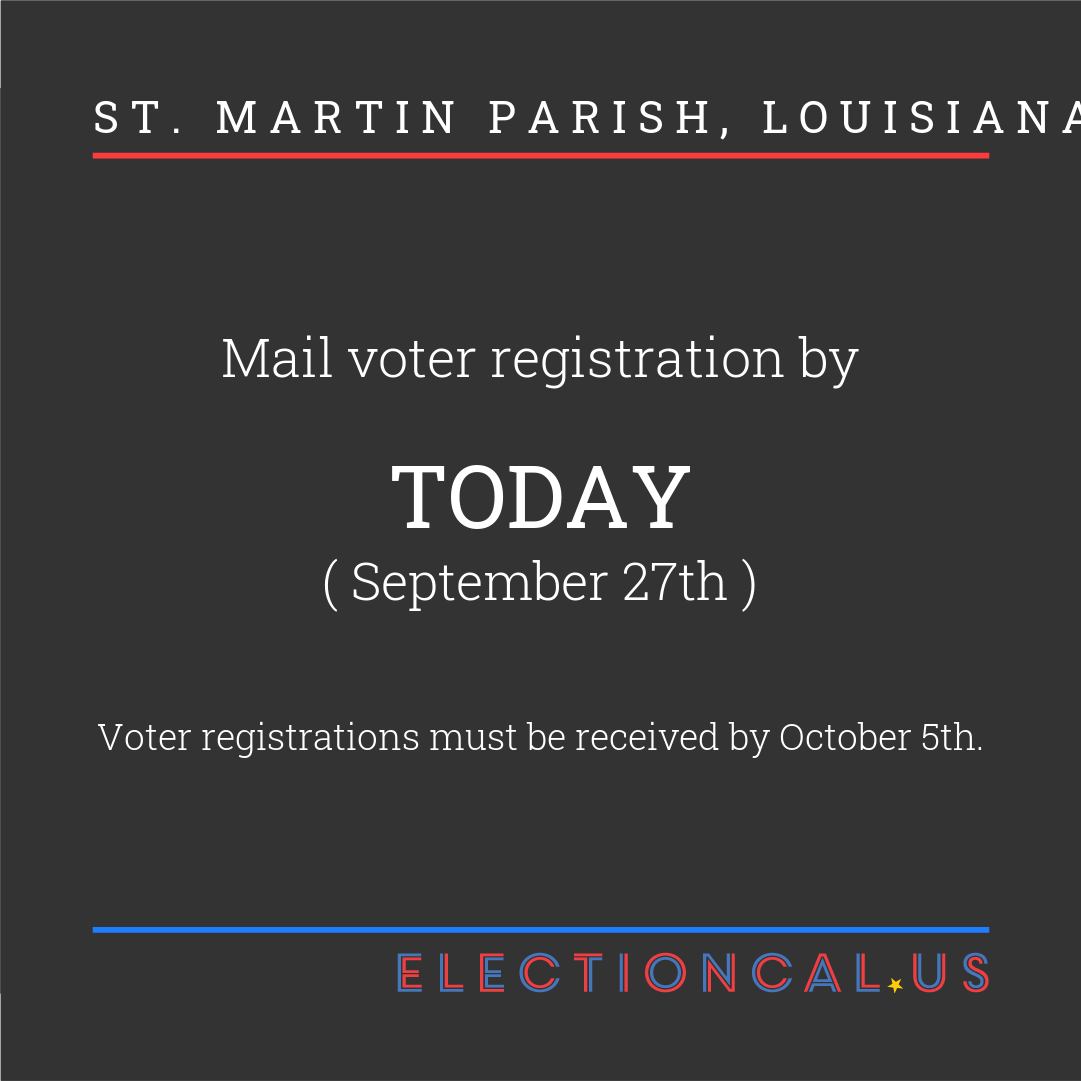 ST. MARTIN PARISH, LOUISIANA
Mail voter registration by
TODAY
( September 27th )
Voter registrations must be received by October 5th.
ELECTIONCAL.US